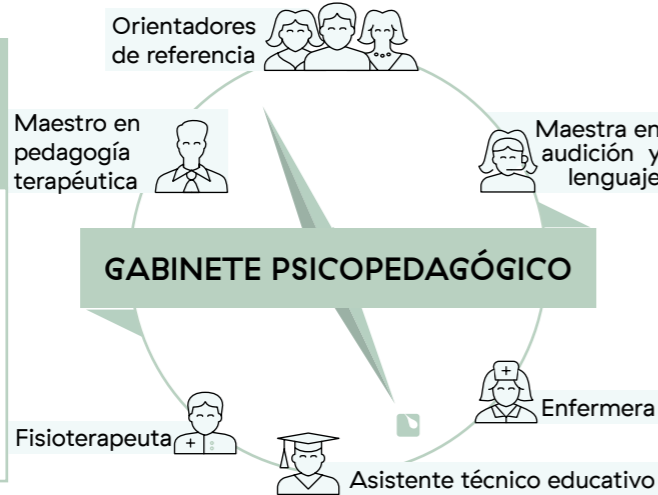 Orientadores
de referencia
Maestro en
pedagogía
terapéutica
Maestra en
audición y
lenguaje
GABINETE PSICOPEDAGÓGICO
Enfermera
Fisioterapeuta
Asistente técnico educativo